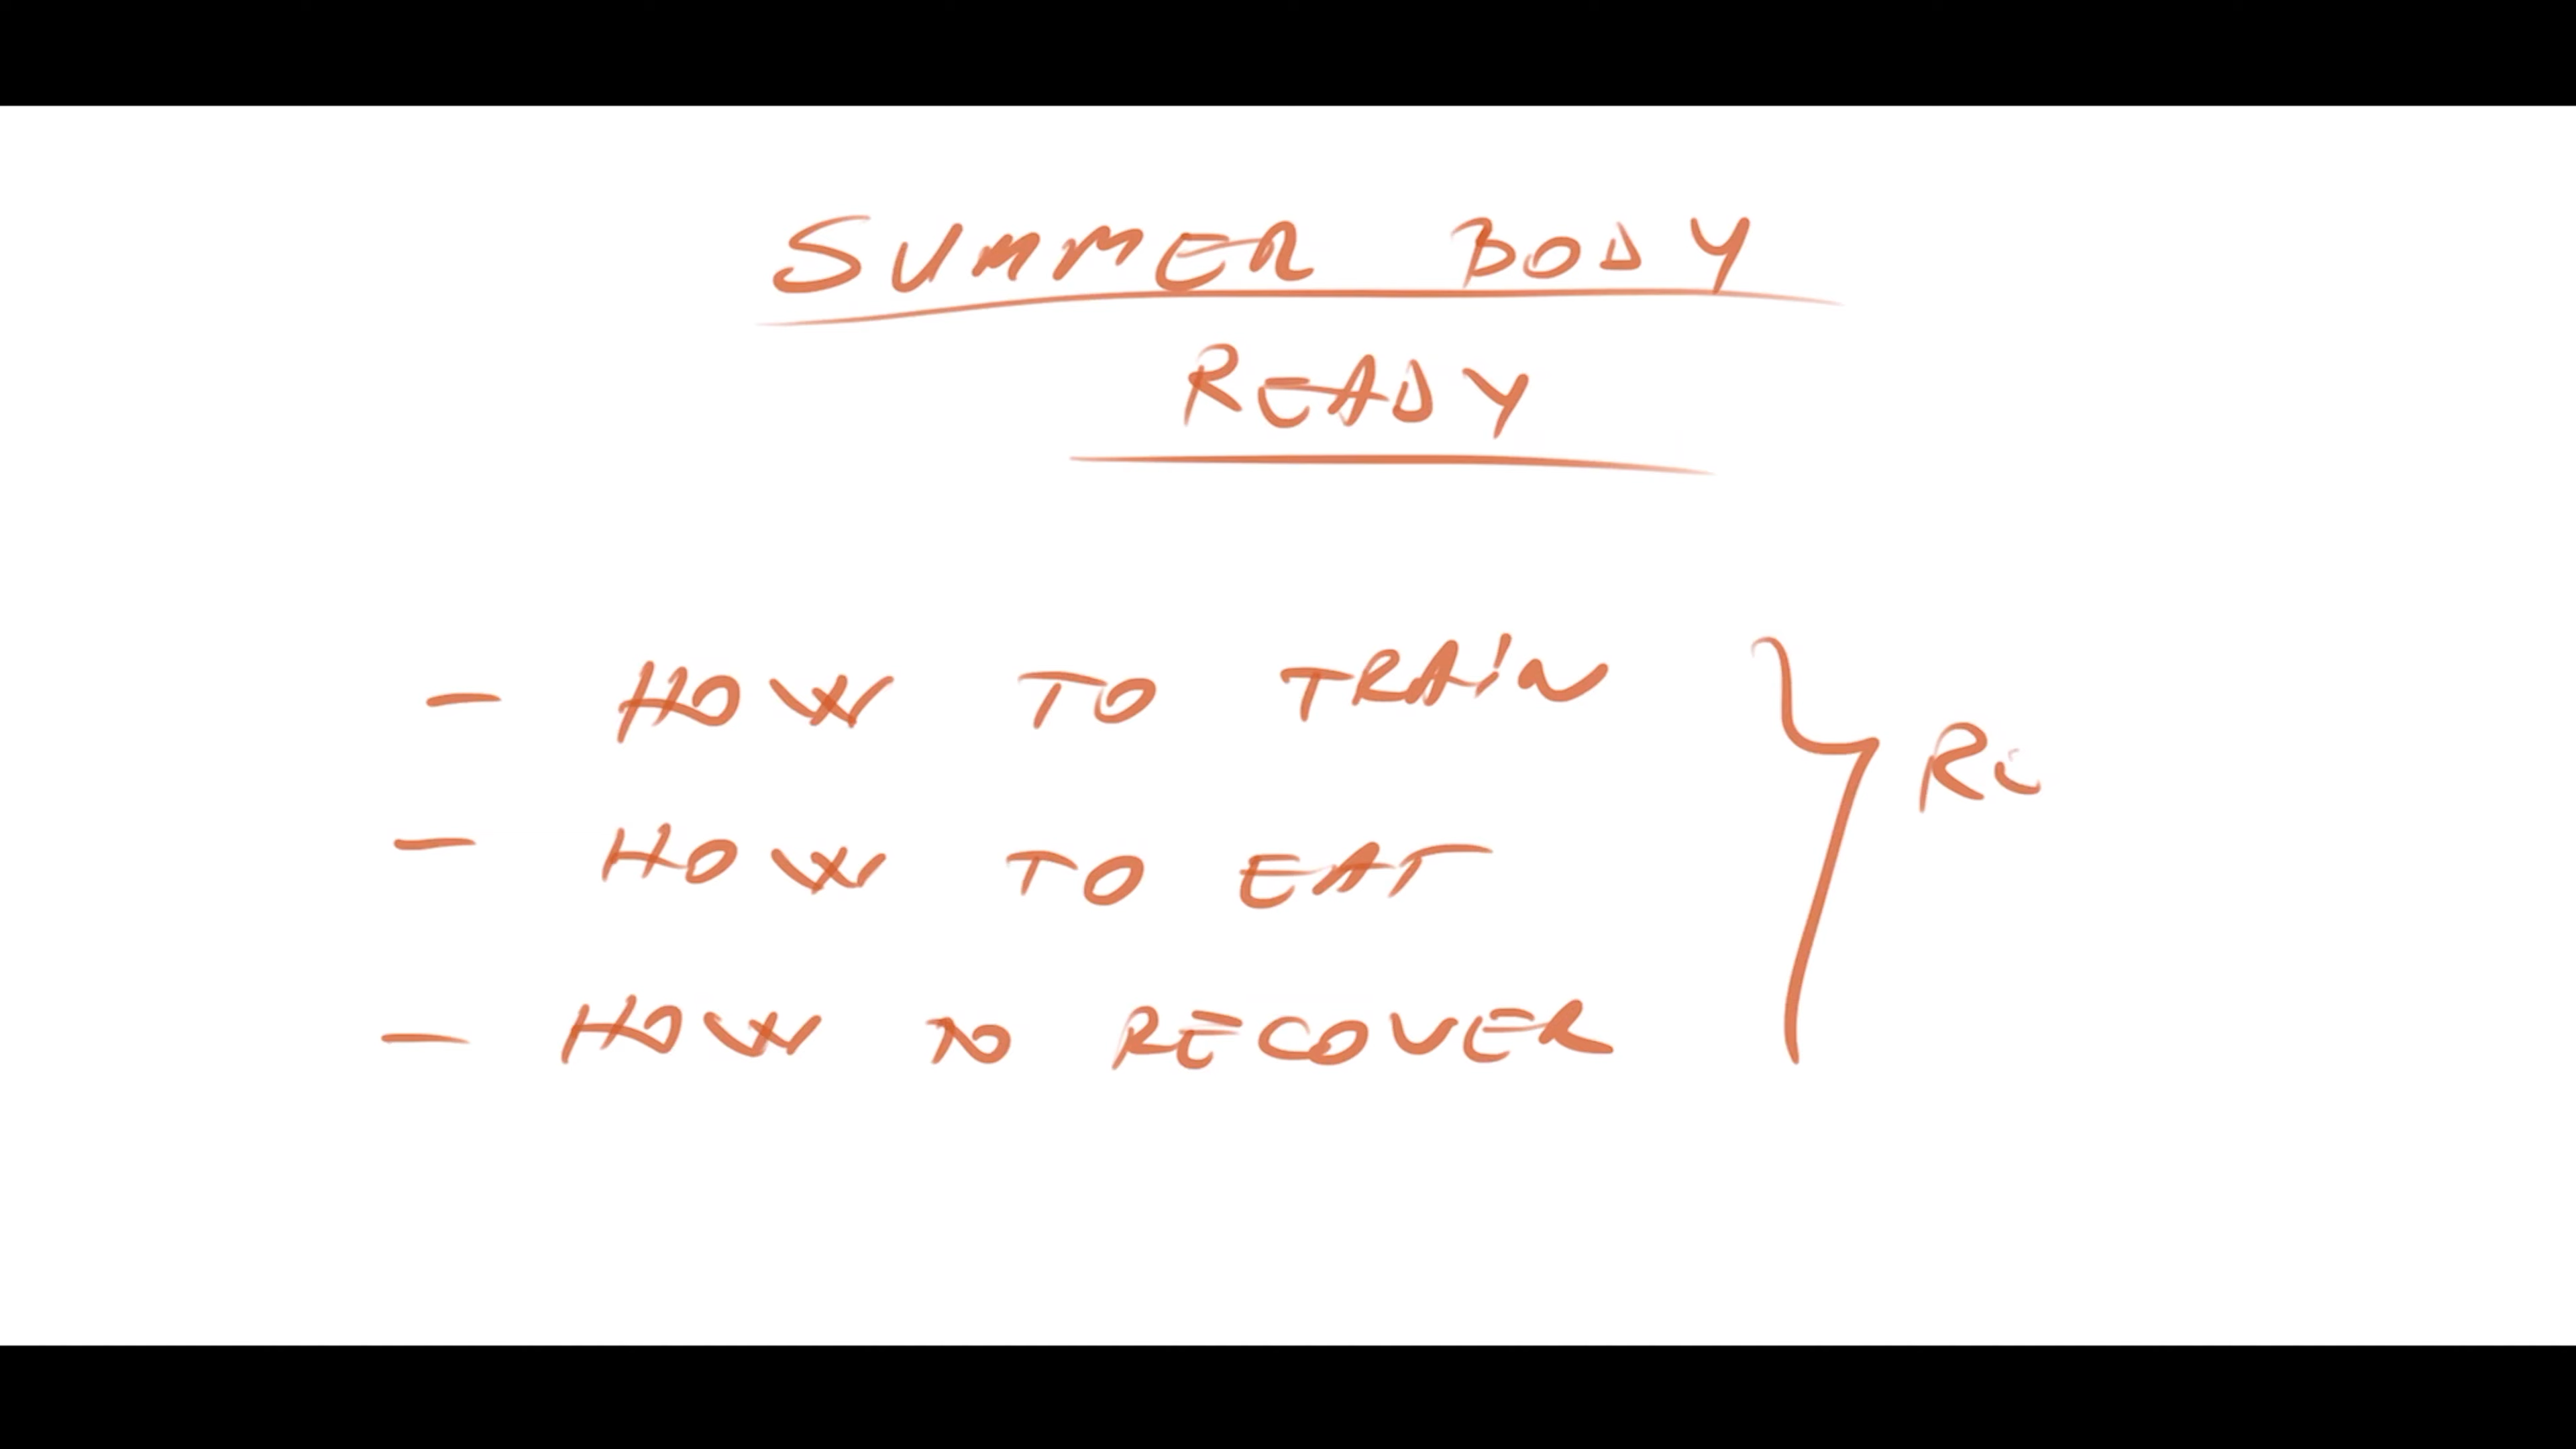 SUMMER BODY
READY
- HOW TO TRAIN
- HOW TO EAT
- HOW TO RECOVER